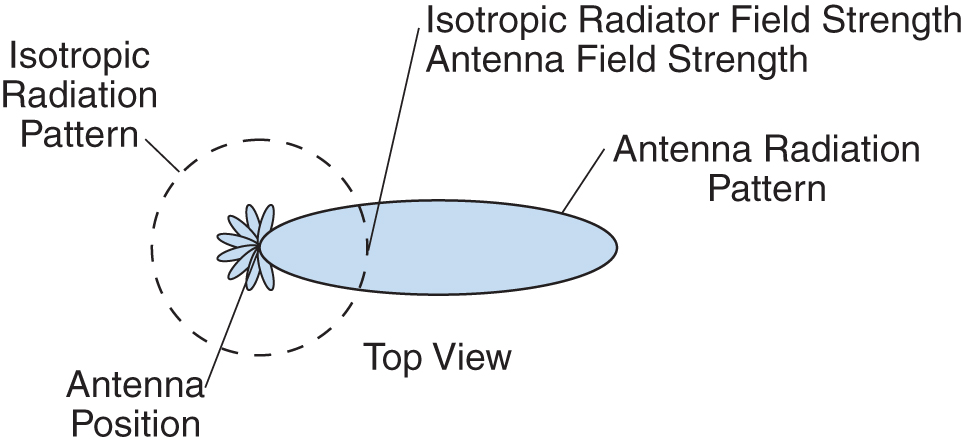 Isotropic Radiator Field Strength
Antenna Field Strength
Isotropic
Radiation
Pattern
Antenna Radiation
Pattern
Top View
Antenna
Position